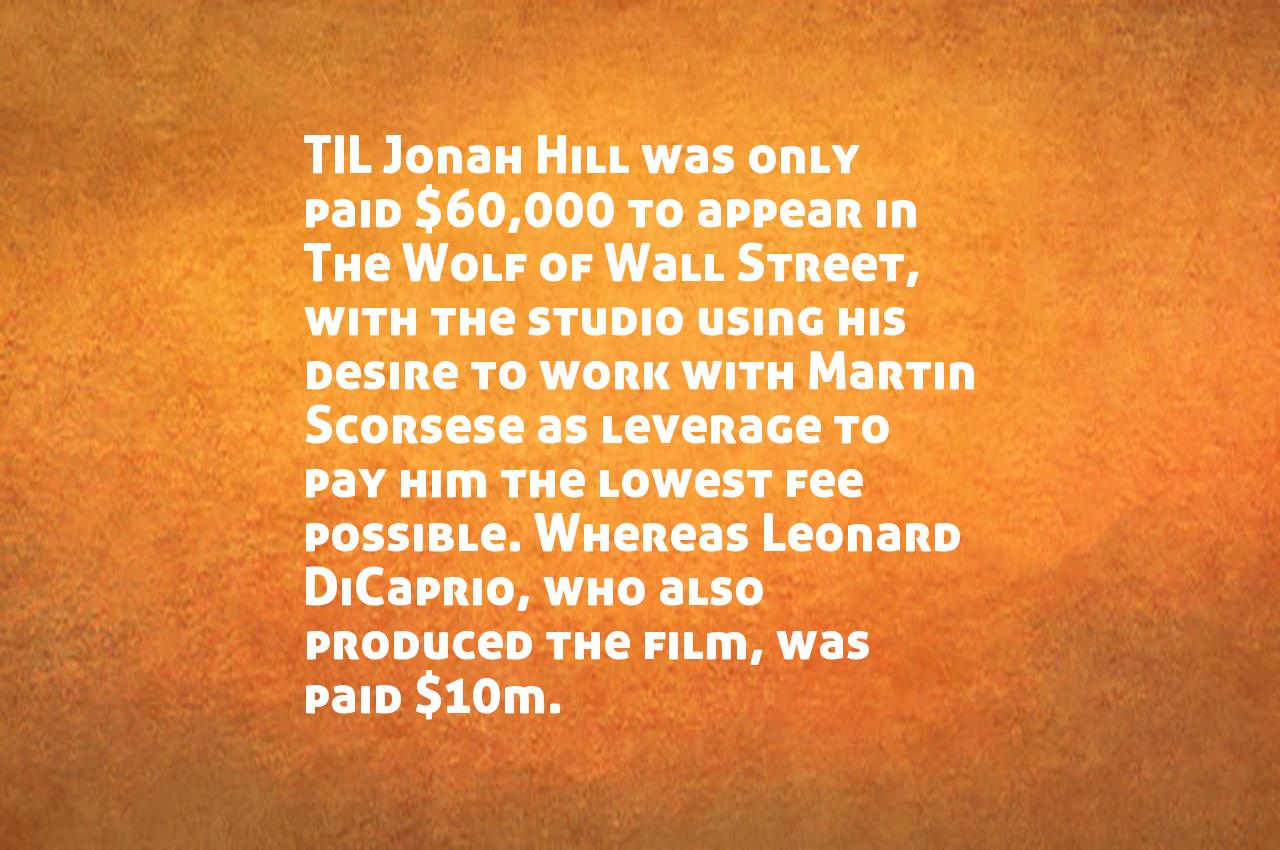 TIL Jonah Hill was only
paid $60,000 to appear in
The Wolf of Wall Street,
with the studio using his
desire to work with Martin
Scorsese as leverage to
pay him the lowest fee
possible. Whereas Leonard
DiCaprio, who also
produced the film, was
paid $10m.